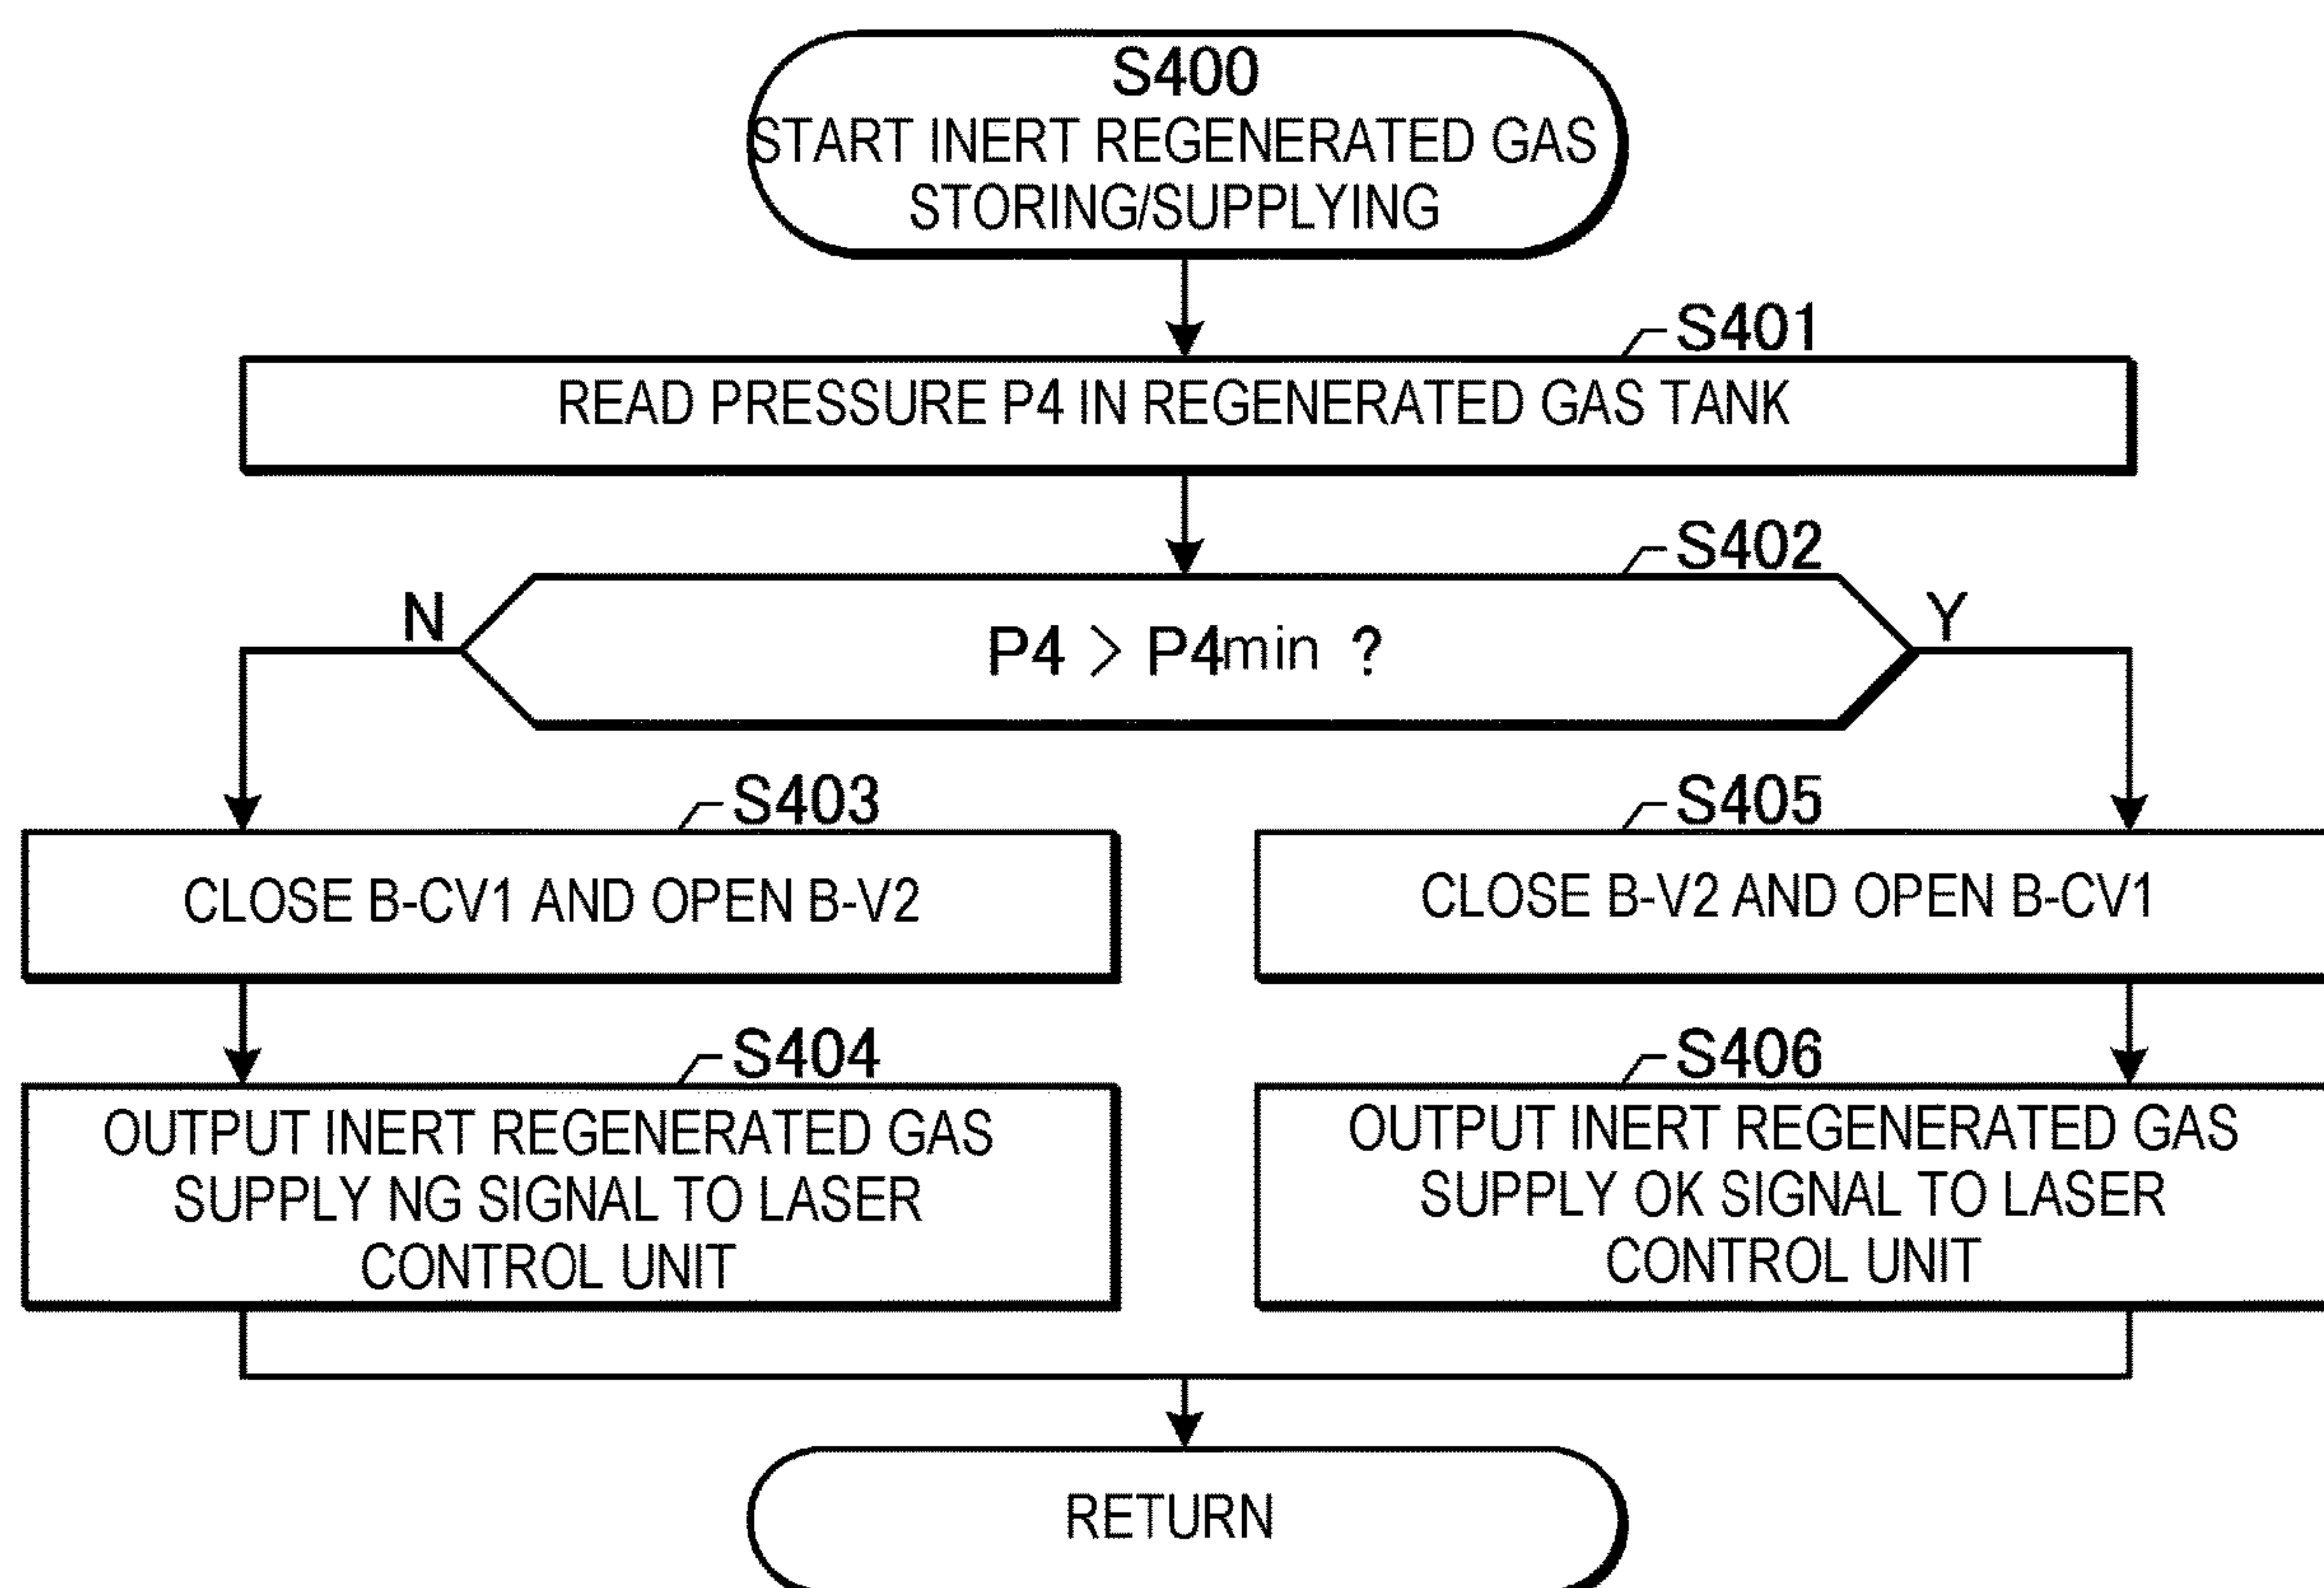 S400
START INERT REGENERATED GAS
STORING/SUPPLYING
S401
READ PRESSURE P4 IN REGENERATED GAS TANK
S402
N
P4 > P4min ?
Y
S403
CLOSE B-CV1 AND OPEN B-V2
S405
CLOSE B-V2 AND OPEN B-CV1
S404
OUTPUT INERT REGENERATED GAS
SUPPLY NG SIGNAL TO LASER
CONTROL UNIT
S406
OUTPUT INERT REGENERATED GAS
SUPPLY OK SIGNAL TO LASER
CONTROL UNIT
RETURN